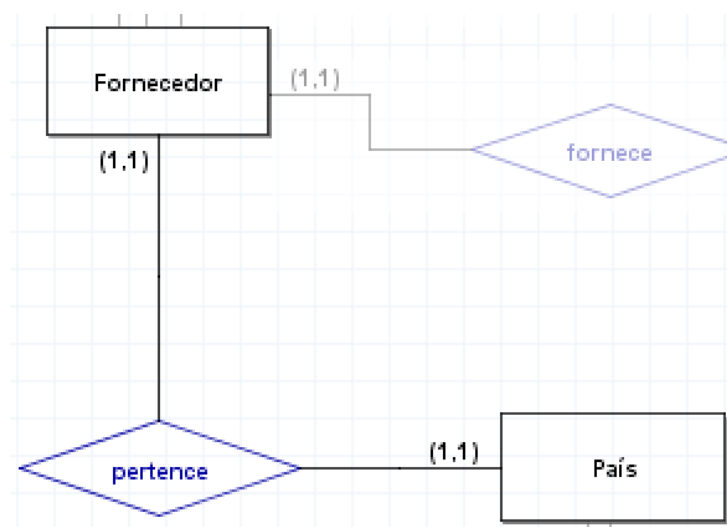 Fornecedor
(1,1)
fornece
(1,1)
pertence
(1,1)
País